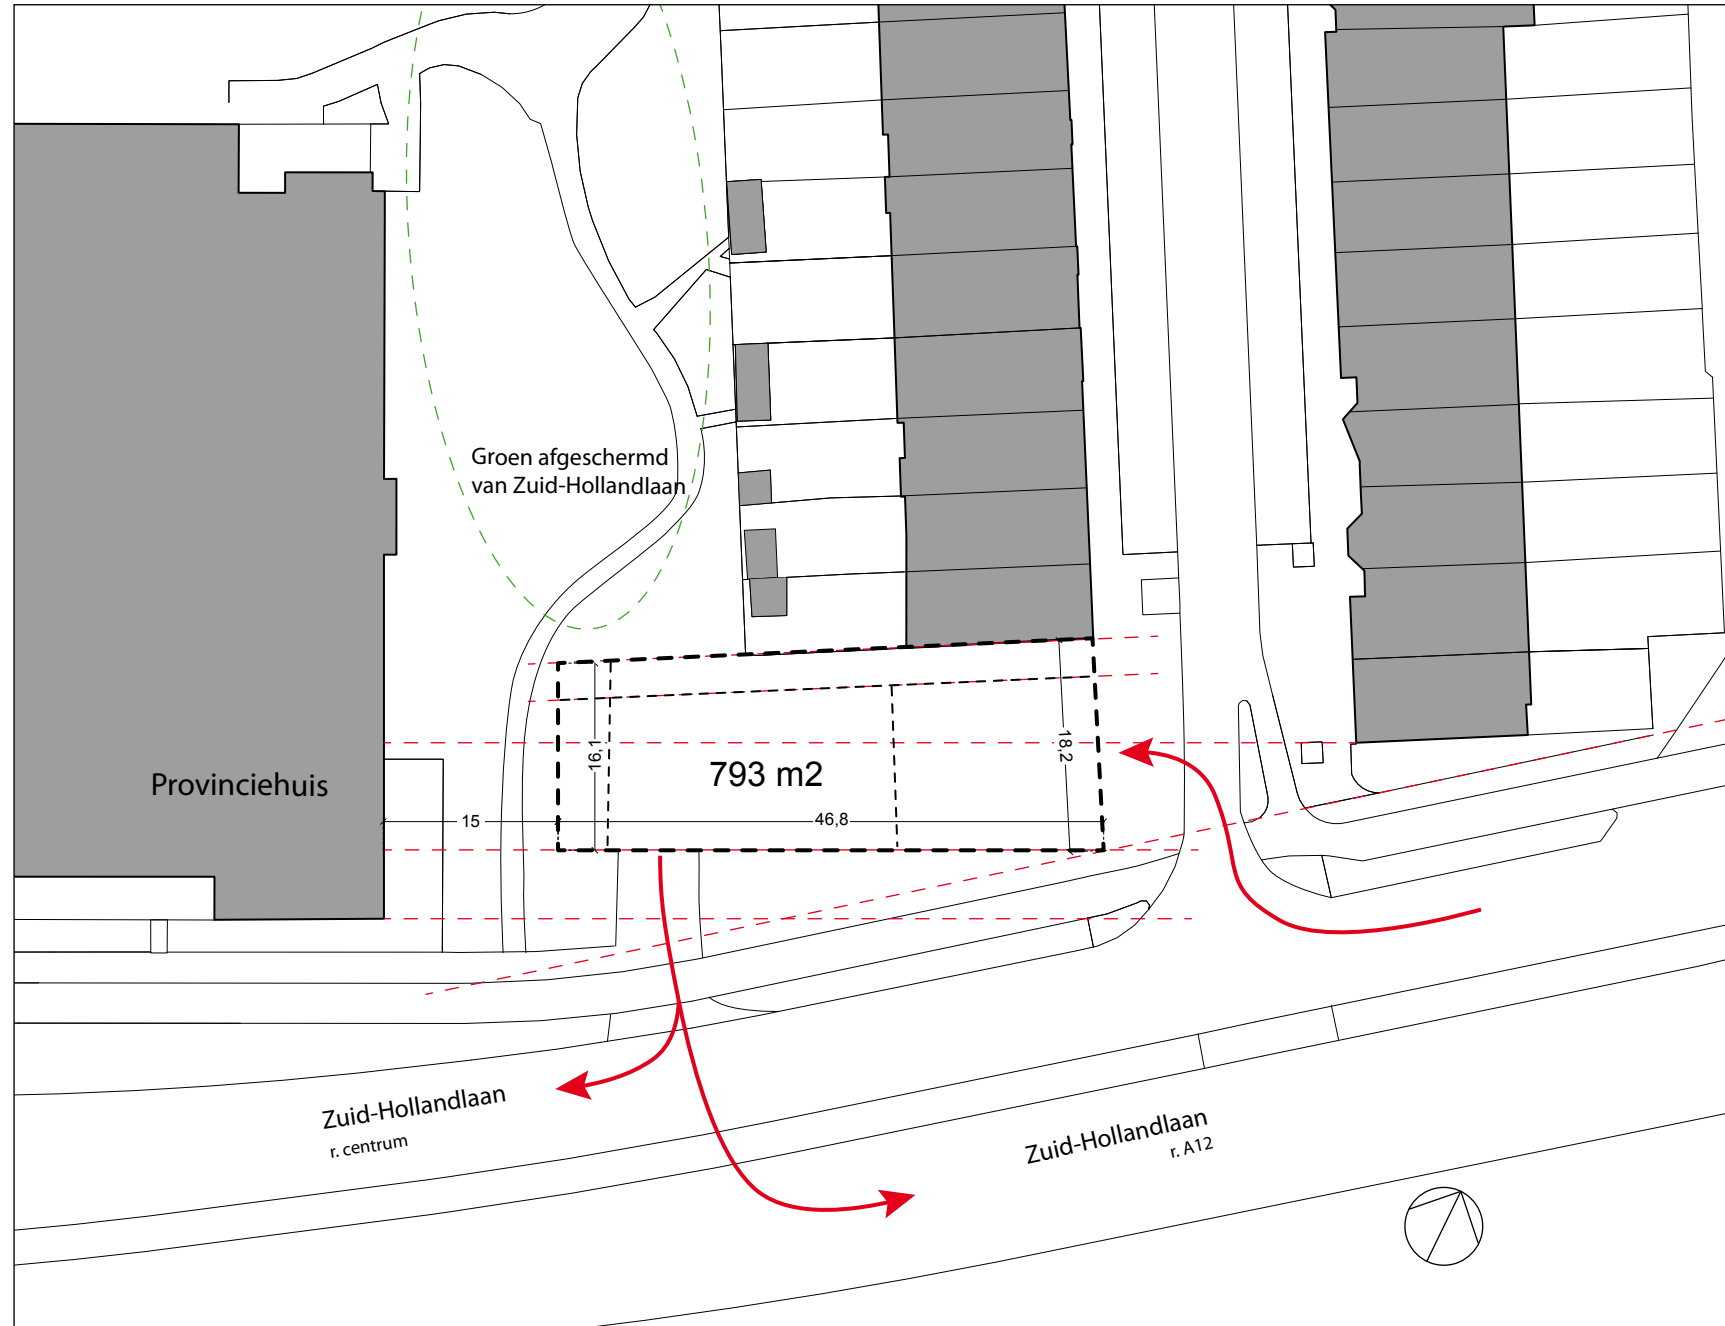 Groen afgeschermd
van Zuid-Hollandlaan
16,1
18,2
793 m2
Provinciehuis
15
46,8
Zuid-Hollandlaan
r. centrum
Zuid-Hollandlaan
r. A12